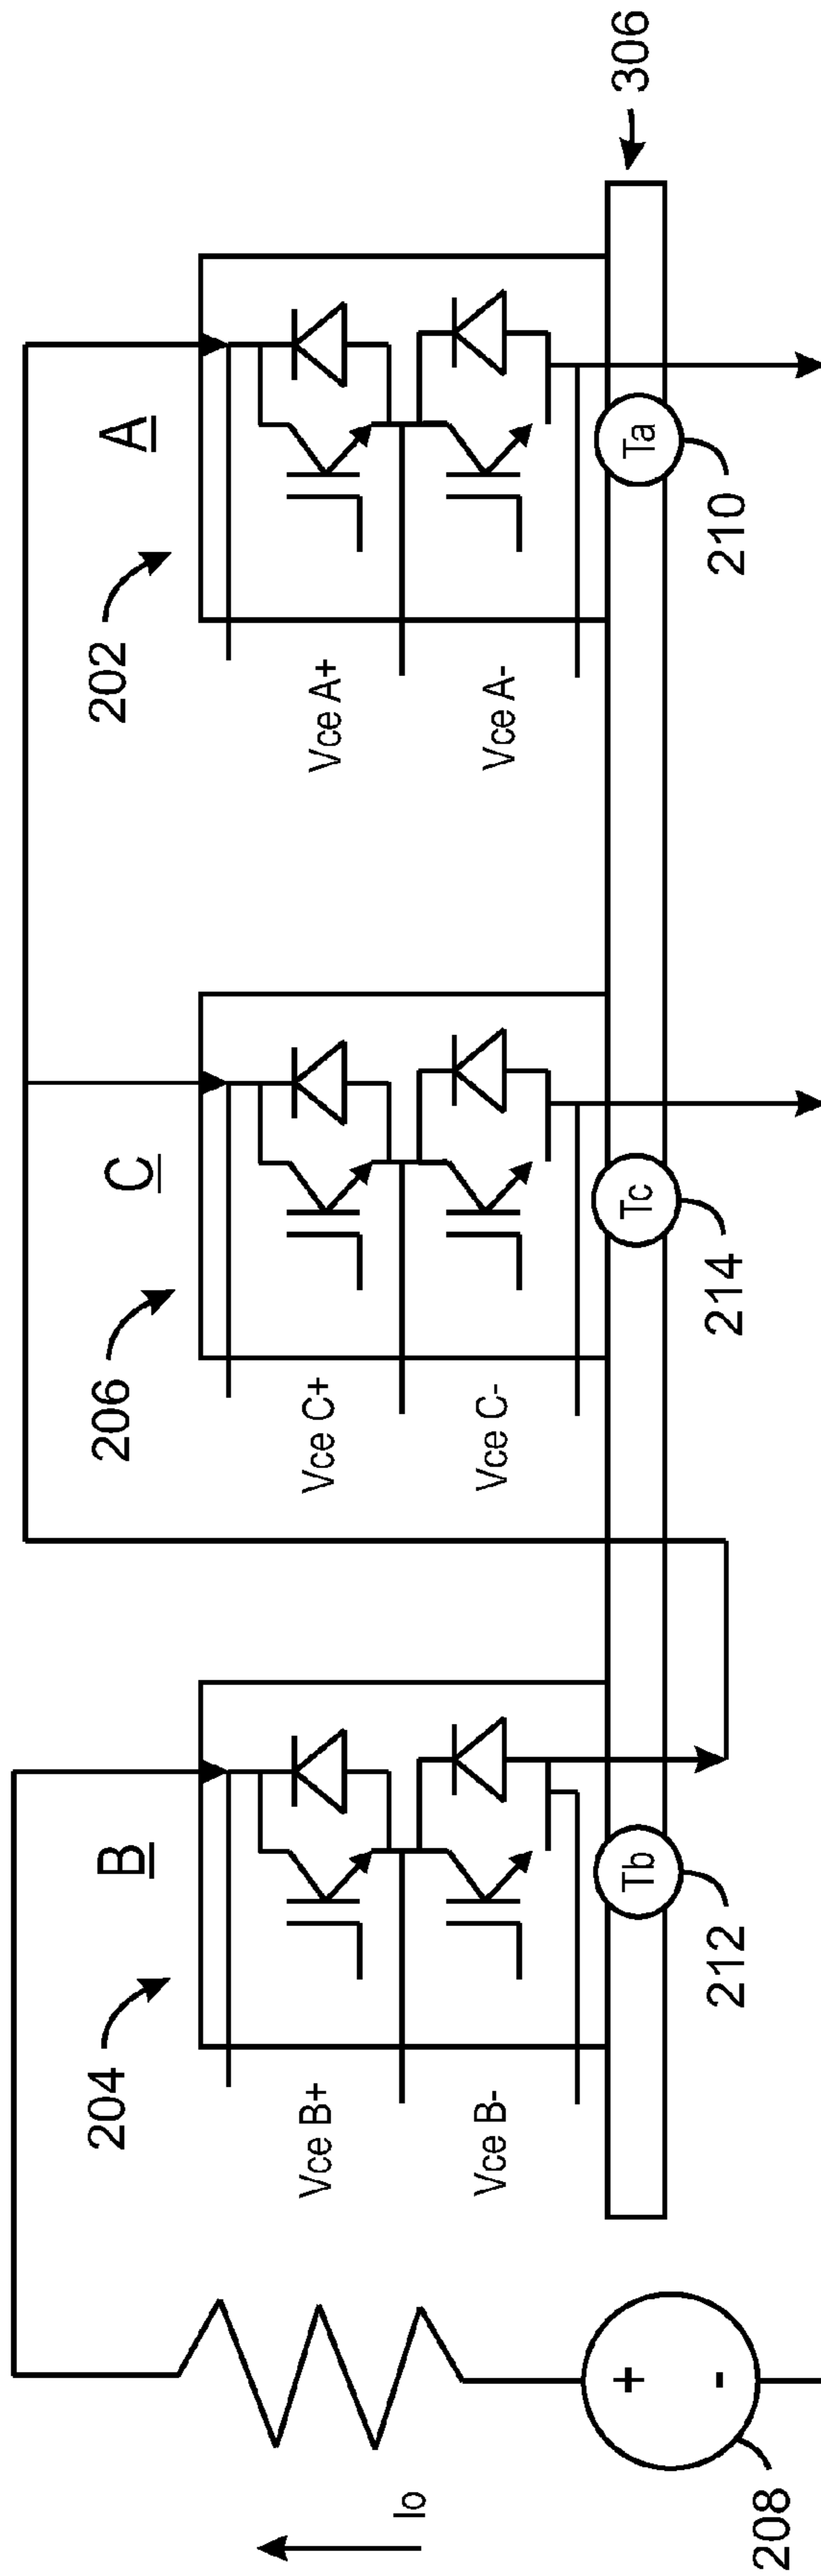 306
B
C
A
204
206
202
Vce B+
Vce C+
Vce A+
Vce B-
Vce C-
Vce A-
Io
+
-
Tb
Tc
Ta
208
212
214
210